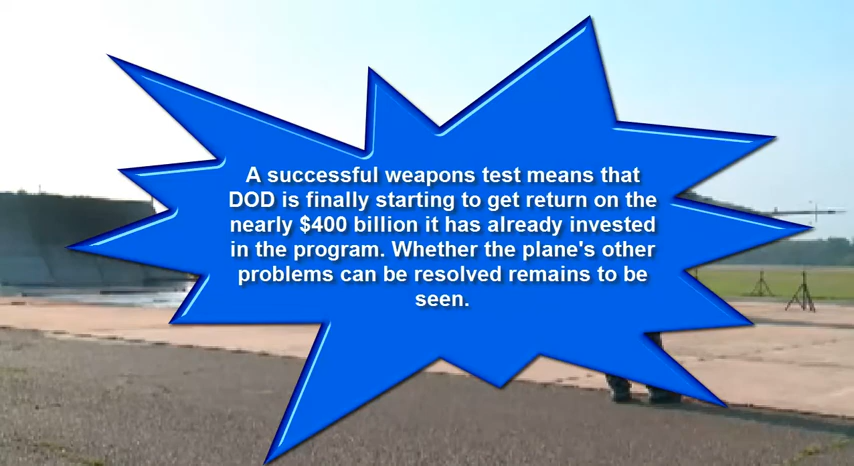 A successful weapons test means that
DOD is finally starting to get return on the
nearly $400 billion it has already invested
in the program. Whether the plane's other
problems can be resolved remains to be
seen.